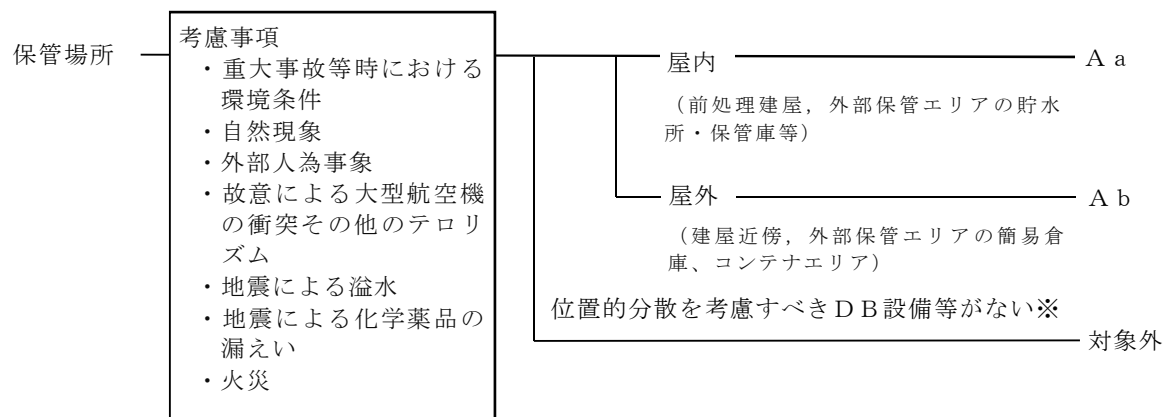 保管場所
考慮事項
・重大事故等時における
環境条件
・自然現象
・外部人為事象
・故意による大型航空機
の衝突その他のテロリ
ズム
・地震による溢水
・地震による化学薬品の
漏えい
・火災
屋内
Ａａ
（前処理建屋，外部保管エリアの貯水
所・保管庫等）
屋外
Ａｂ
（建屋近傍，外部保管エリアの簡易倉
庫、コンテナエリア）
位置的分散を考慮すべきＤＢ設備等がない※
対象外